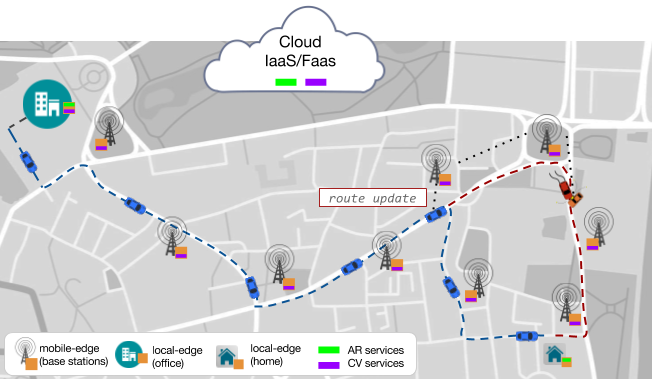 Cloud
IaaS/Faas
route update
mobile-edge
(base stations)
local-edge
(office)
local-edge
(home)
AR services
CV services